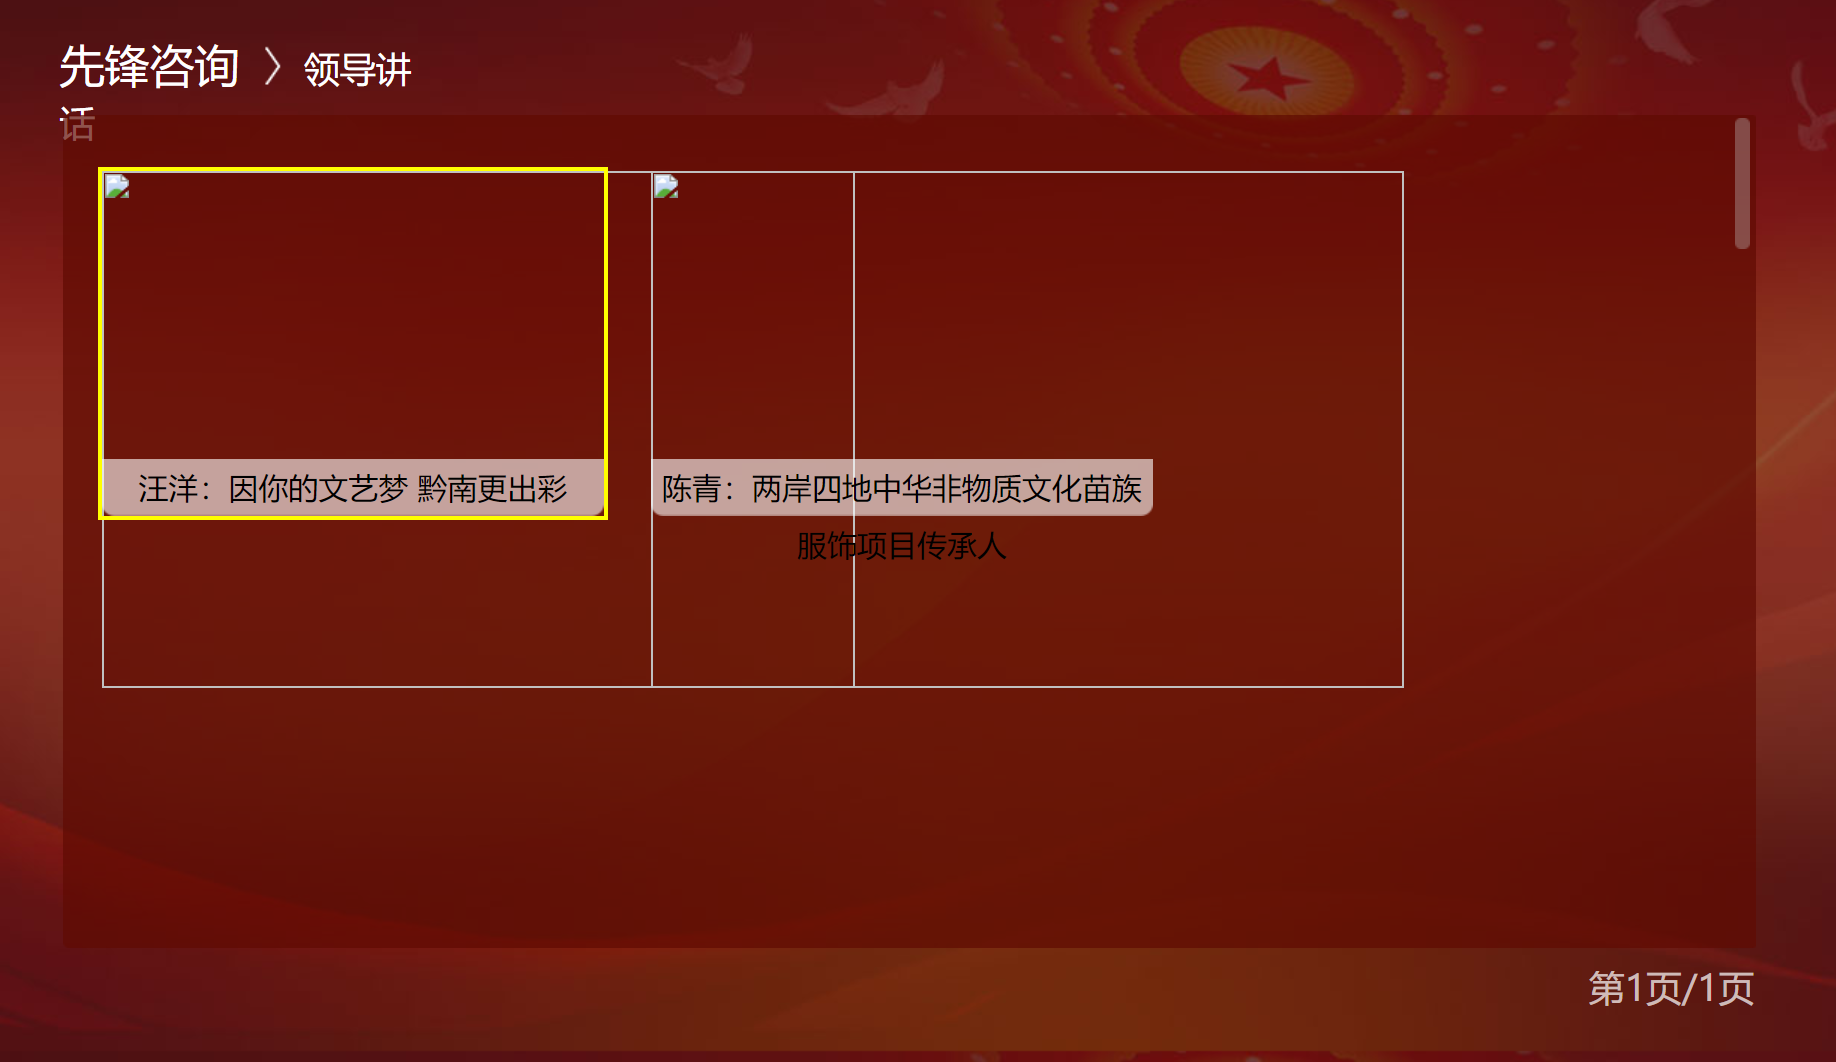 先锋咨询 〉 领导讲
话
汪洋：因你的文艺梦 黔南更出彩
陈青：两岸四地中华非物质文化苗族
服饰项目传承人
第1页/1页